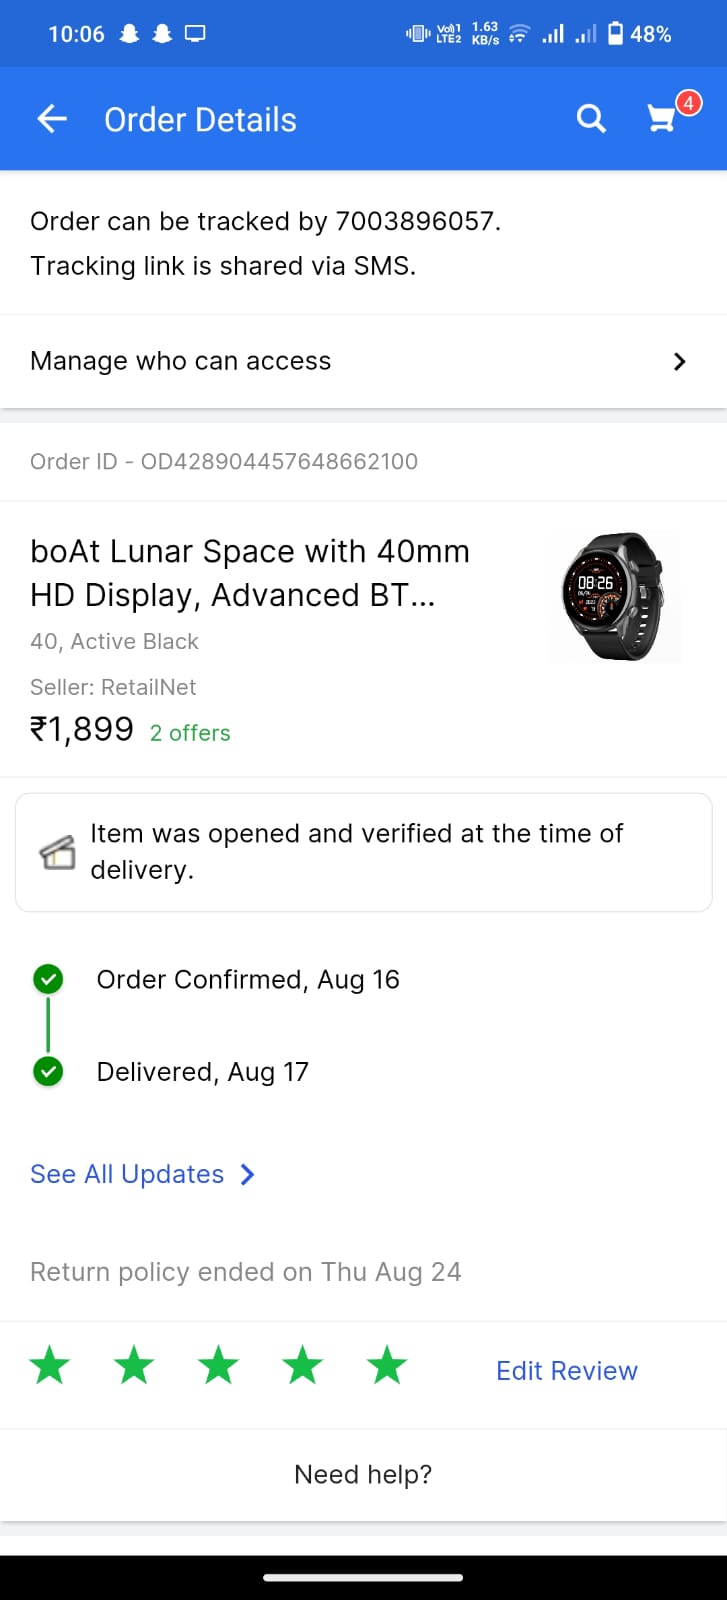 10:06 Vo)) 1 LTE2 1.63 KB/s 48%
Order Details 4
Order can be tracked by 7003896057.
Tracking link is shared via SMS.
Manage who can access
Order ID - OD428904457648662100
boAt Lunar Space with 40mm
HD Display, Advanced BT...
40, Active Black
Seller: RetailNet
₹1,899 2 offers
08:26
Item was opened and verified at the time of
delivery.
Order Confirmed, Aug 16
Delivered, Aug 17
See All Updates
Return policy ended on Thu Aug 24
Edit Review
Need help?